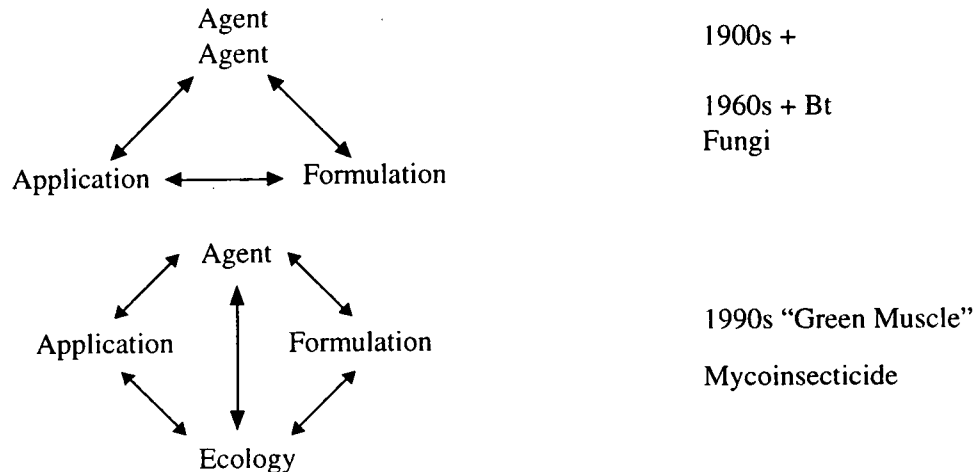 Agent
1900s +
Agent
1960s + Bt
Fungi
Application
Formulation
Agent
1990s “Green Muscle”
Application
Formulation
Mycoinsecticide
Ecology